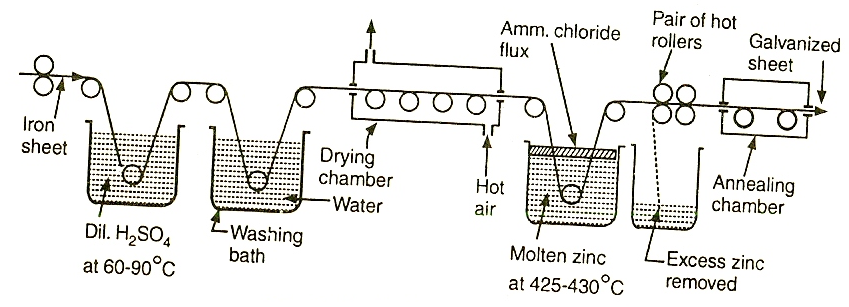 Iron
sheet
Dil. H₂SO₄
at 60-90°C
Washing
bath
Water
Drying
chamber
Hot
air
Amm. chloride
flux
Molten zinc
at 425-430°C
Pair of hot
rollers
Excess zinc
removed
Galvanized
sheet
Annealing
chamber